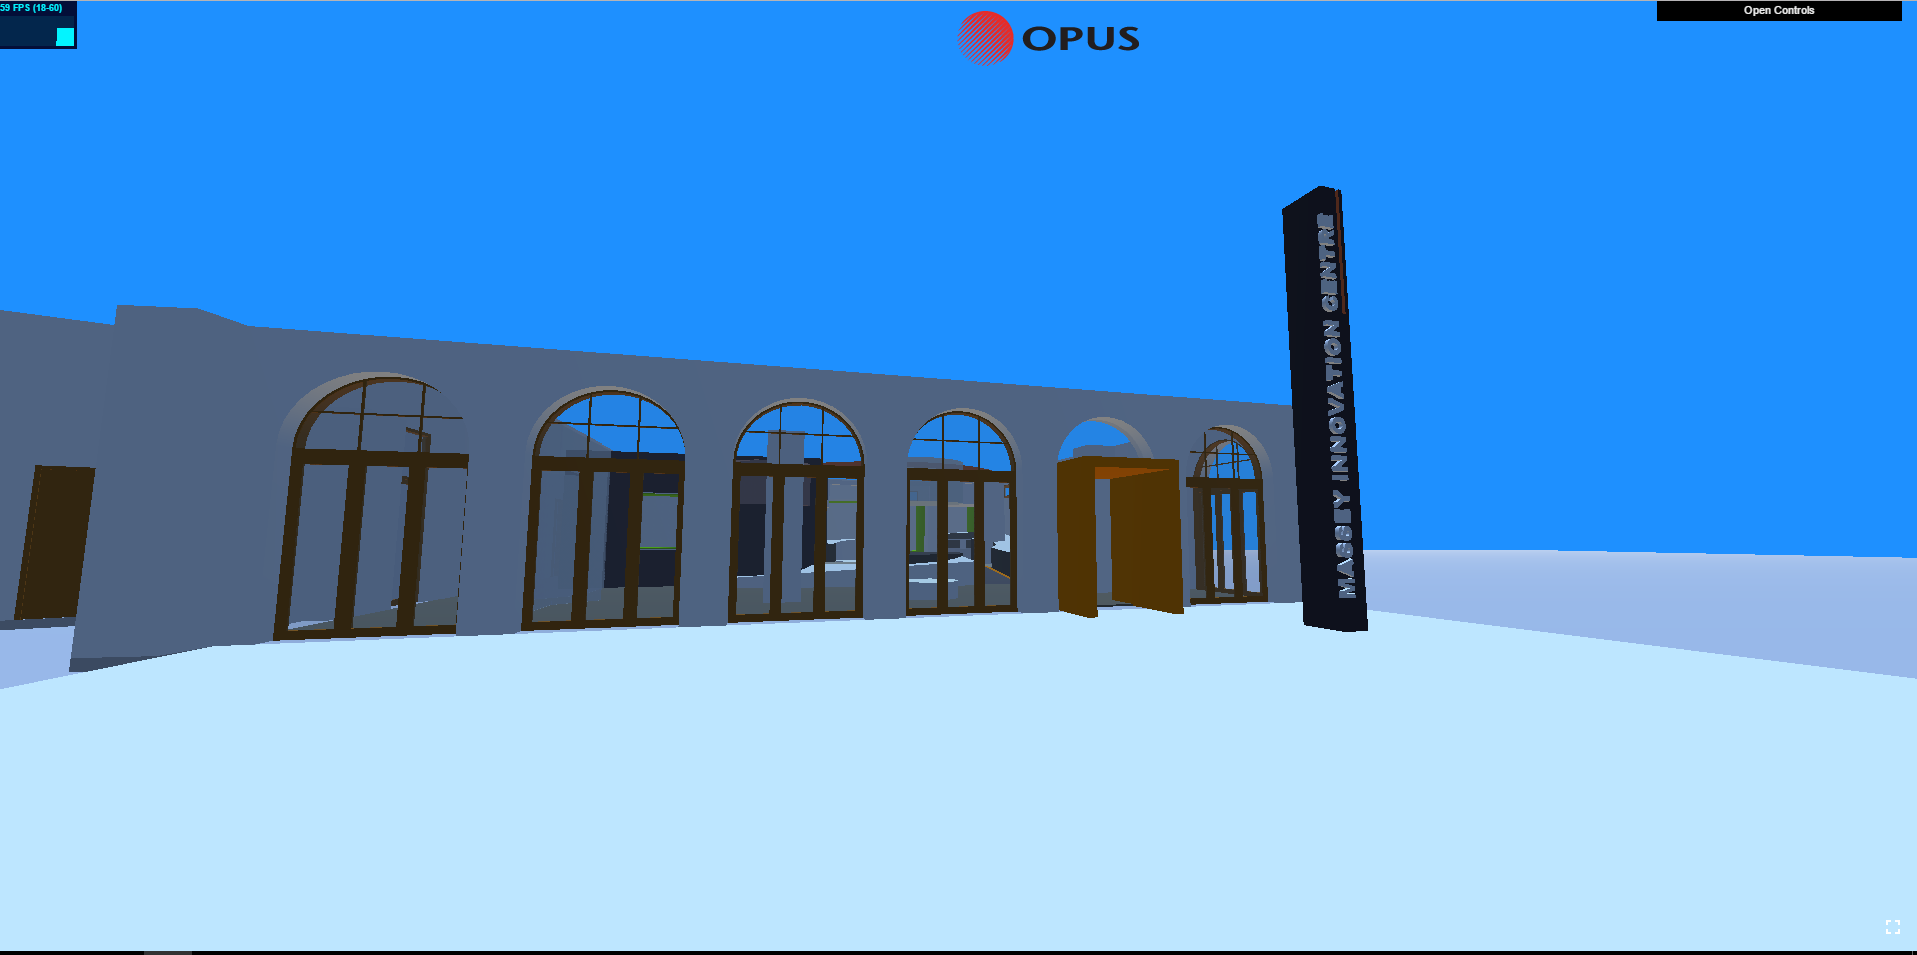 59 FPS (18-60)
OPUS
Open Controls
MASSEY INNOVATION CENTRE